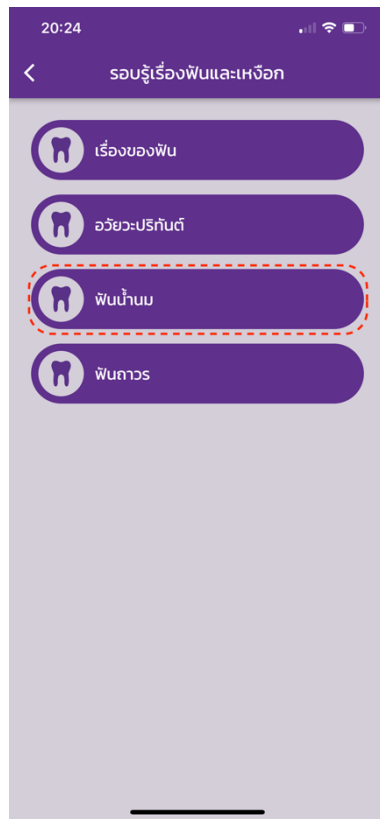 20:24
รอบรู้เรื่องฟันและเหงือก
เรื่องของฟัน
อวัยวะปริทันต์
ฟันน้ำนม
ฟันถาวร